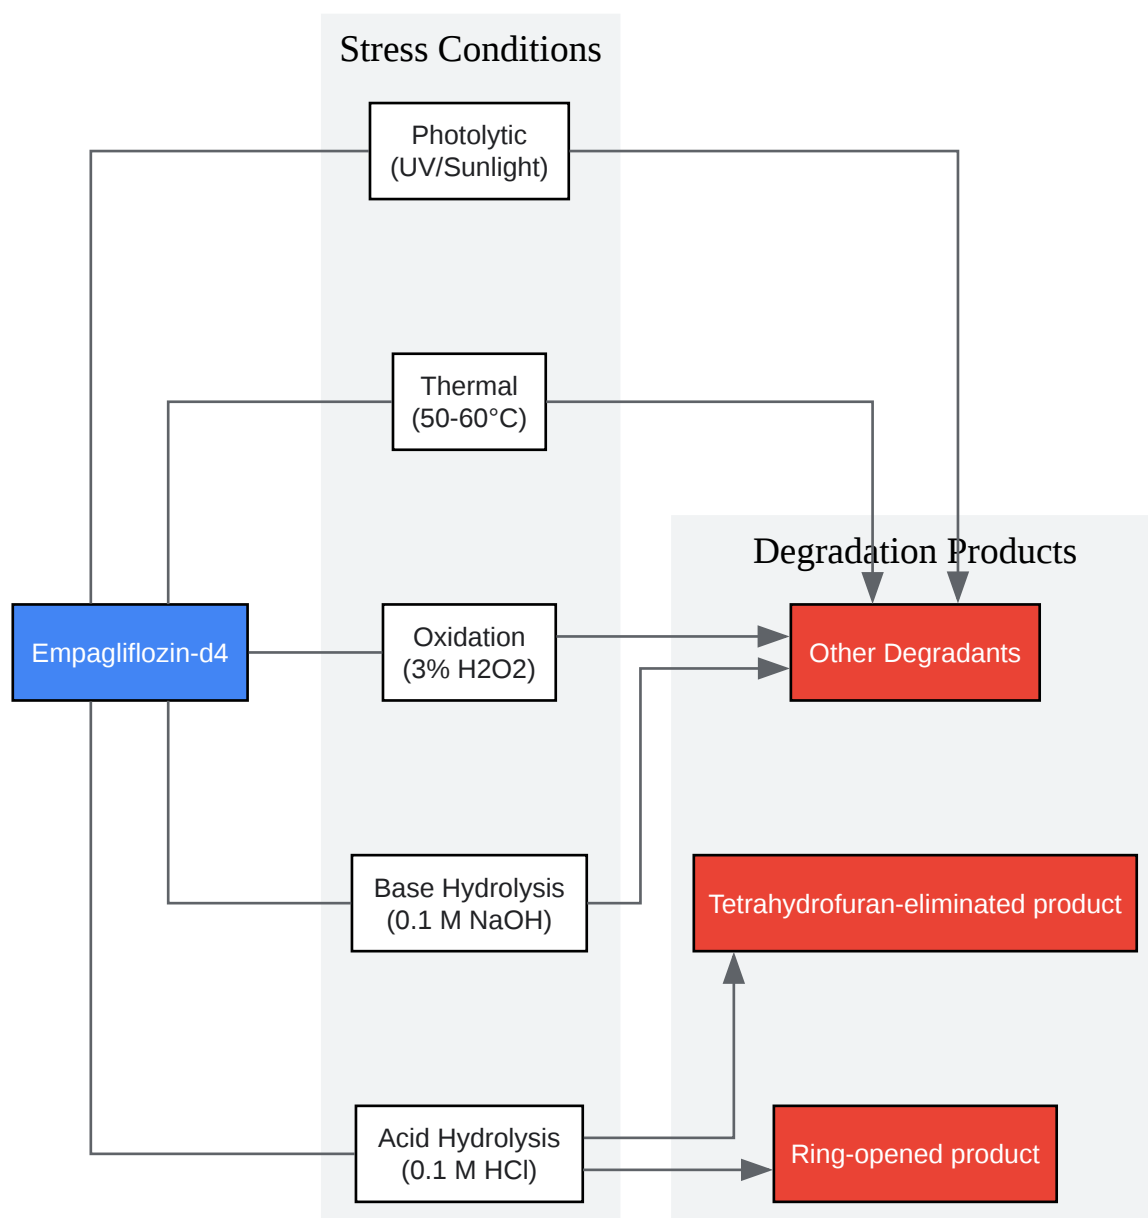 Stress Conditions
Photolytic
(UV/Sunlight)
Thermal
(50-60°C)
Degradation Products
Empagliflozin-d4
Oxidation
(3% H2O2)
Other Degradants
Base Hydrolysis
(0.1 M NaOH)
Tetrahydrofuran-eliminated product
Acid Hydrolysis
(0.1 M HCl)
Ring-opened product